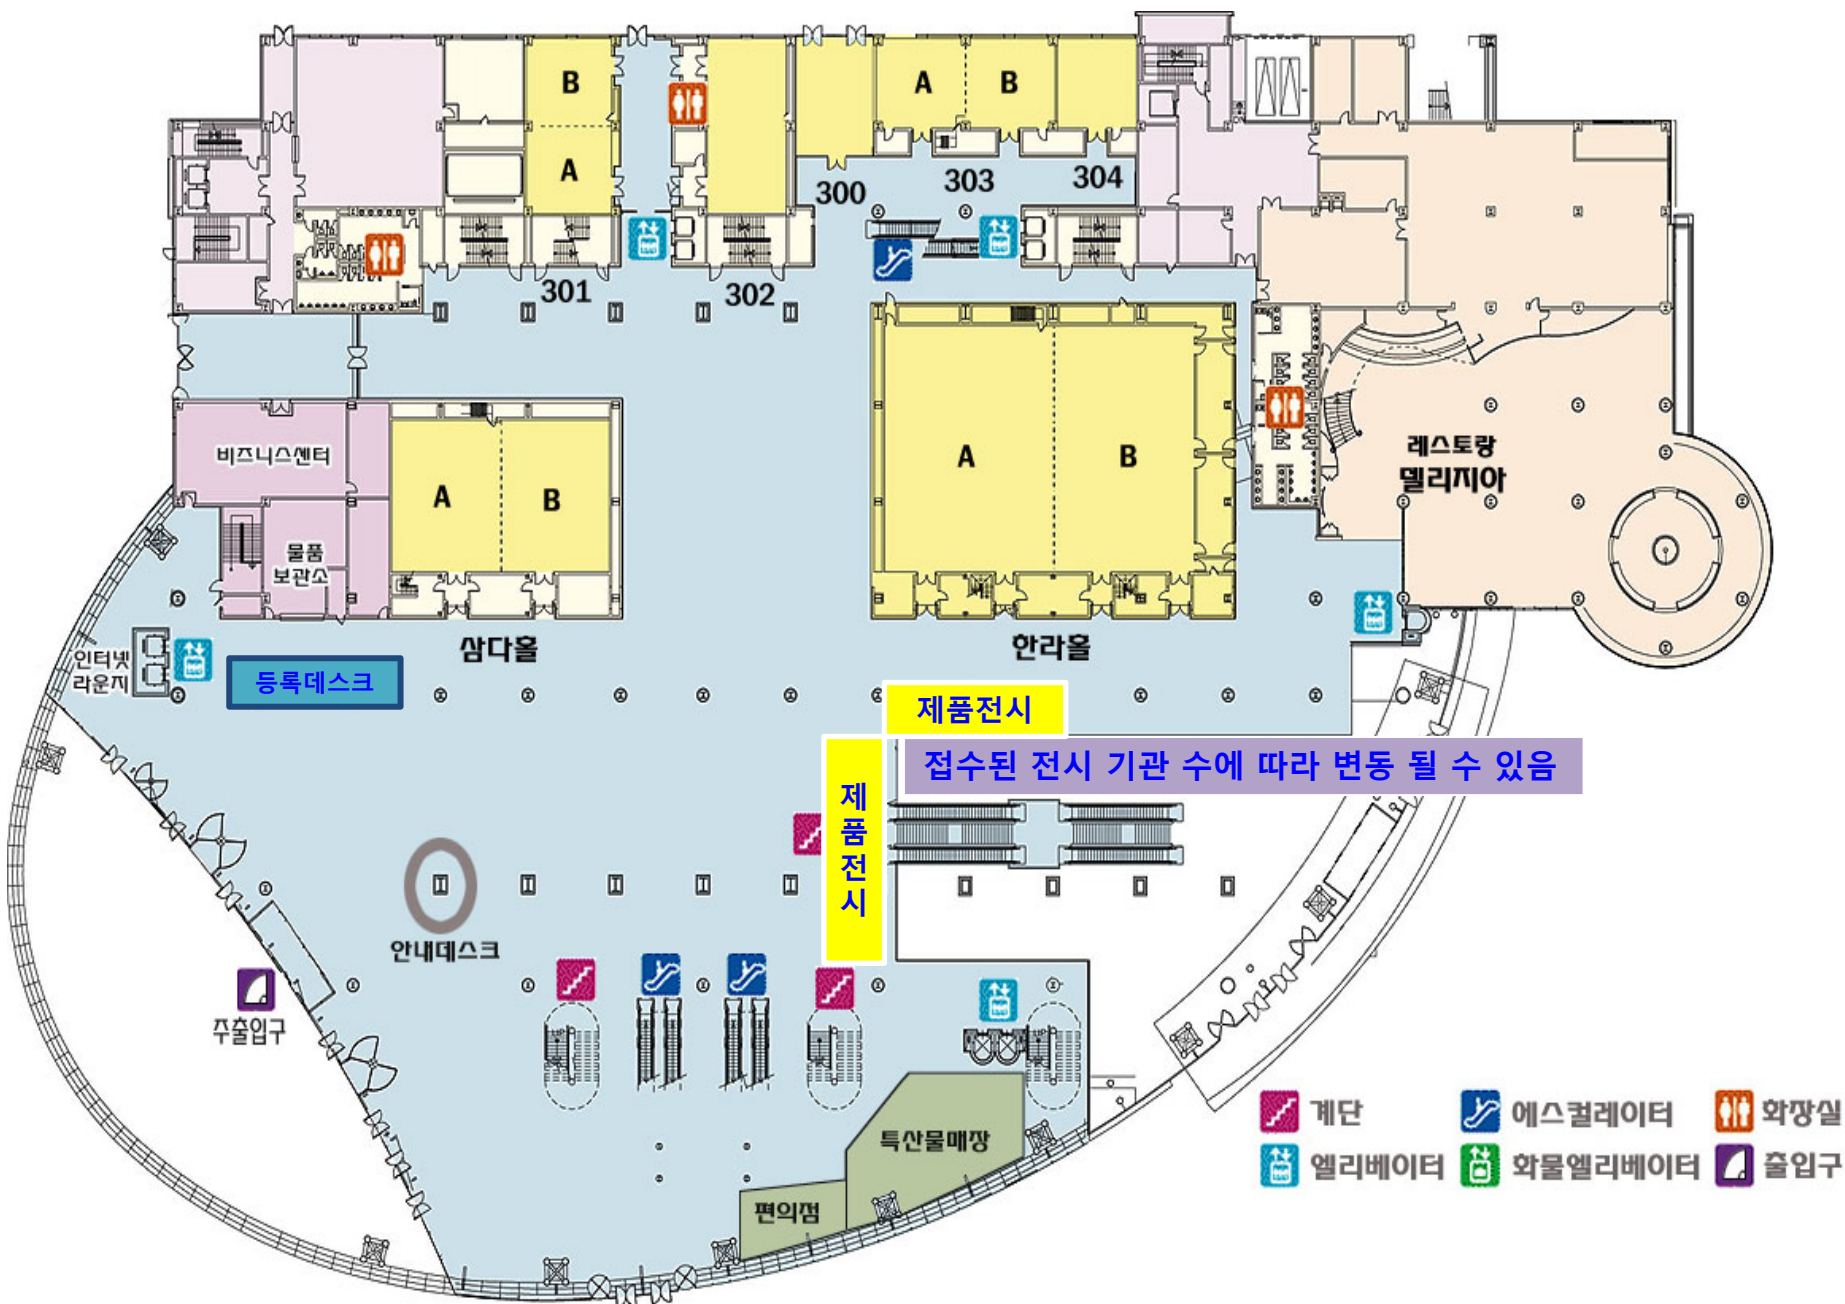 B
A
B
A
300
303
304
301
302
비즈니스센터
A
B
A
B
레스토랑
델리지아
물품
보관소
삼다홀
한라홀
인터넷
라운지
등록데스크
제품전시
접수된 전시 기관 수에 따라 변동 될 수 있음
제
품
전
시
안내데스크
주출입구
특산물매장
편의점
계단
에스컬레이터
화장실
엘리베이터
화물엘리베이터
출입구